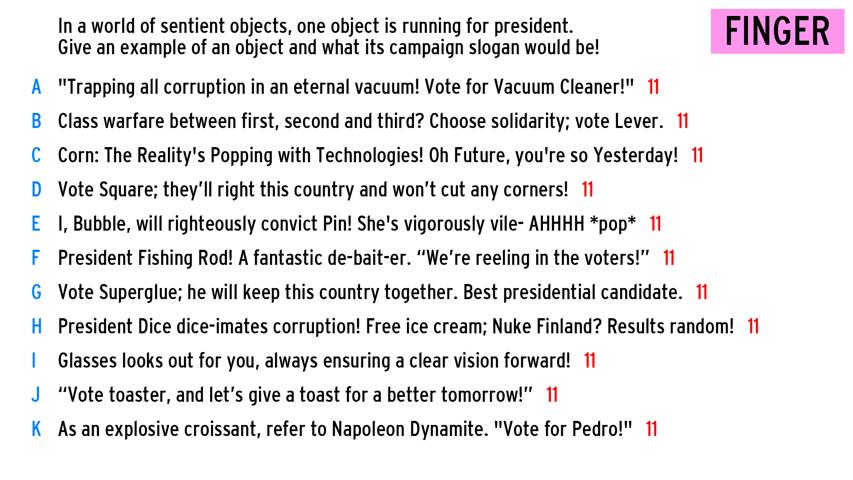 In a world of sentient objects, one object is running for president.
Give an example of an object and what its campaign slogan would be!
FINGER
A "Trapping all corruption in an eternal vacuum! Vote for Vacuum Cleaner!" 11
B Class warfare between first, second and third? Choose solidarity; vote Lever. 11
C Corn: The Reality's Popping with Technologies! Oh Future, you're so Yesterday! 11
D Vote Square; they’ll right this country and won’t cut any corners! 11
E I, Bubble, will righteously convict Pin! She's vigorously vile- AHHHH *pop* 11
F President Fishing Rod! A fantastic de-bait-er. “We’re reeling in the voters!” 11
G Vote Superglue; he will keep this country together. Best presidential candidate. 11
H President Dice dice-imates corruption! Free ice cream; Nuke Finland? Results random! 11
I Glasses looks out for you, always ensuring a clear vision forward! 11
J “Vote toaster, and let’s give a toast for a better tomorrow!” 11
K As an explosive croissant, refer to Napoleon Dynamite. "Vote for Pedro!" 11